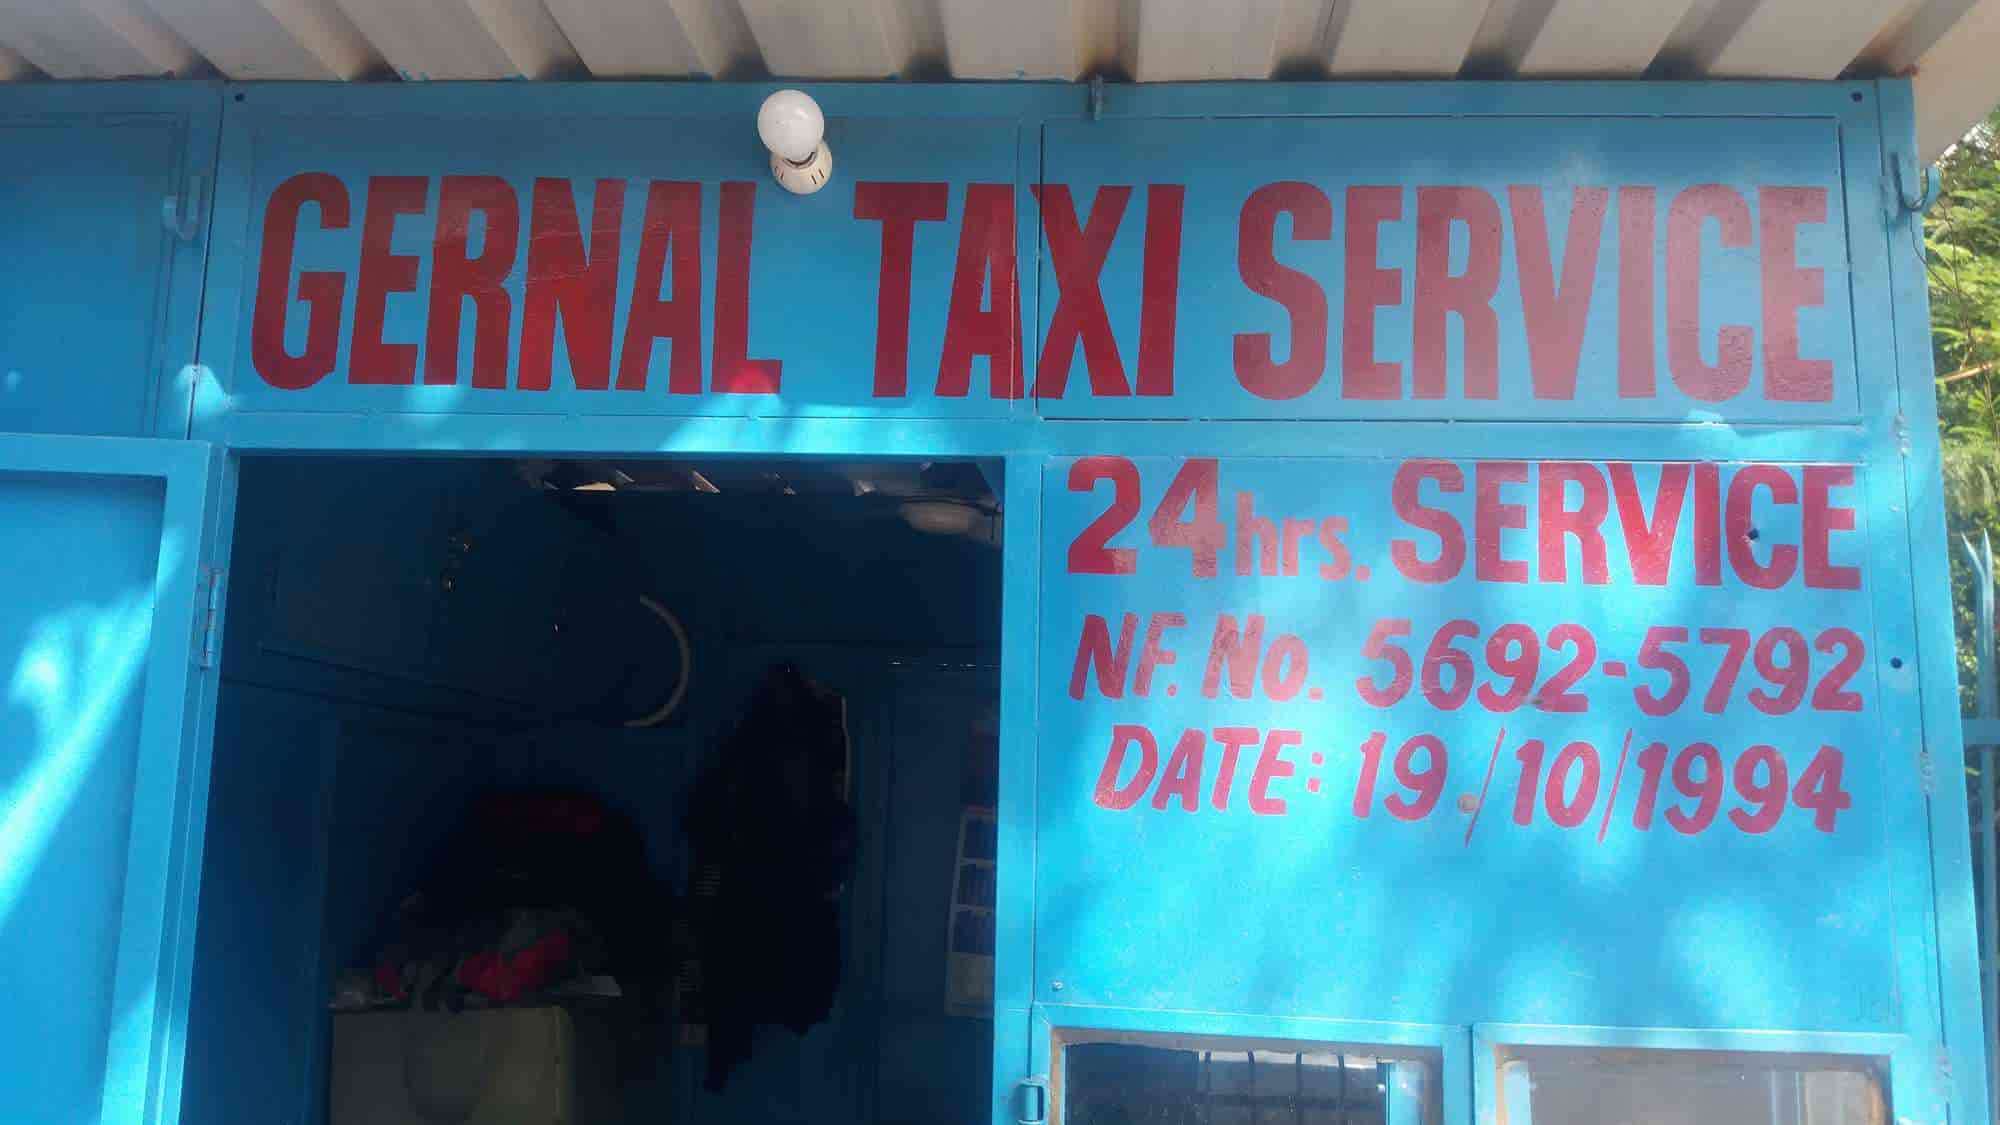 GERNAL TAXI SERVICE
24hrs. SERVICE
NF. No. 5692-5792
DATE: 19/10/1994